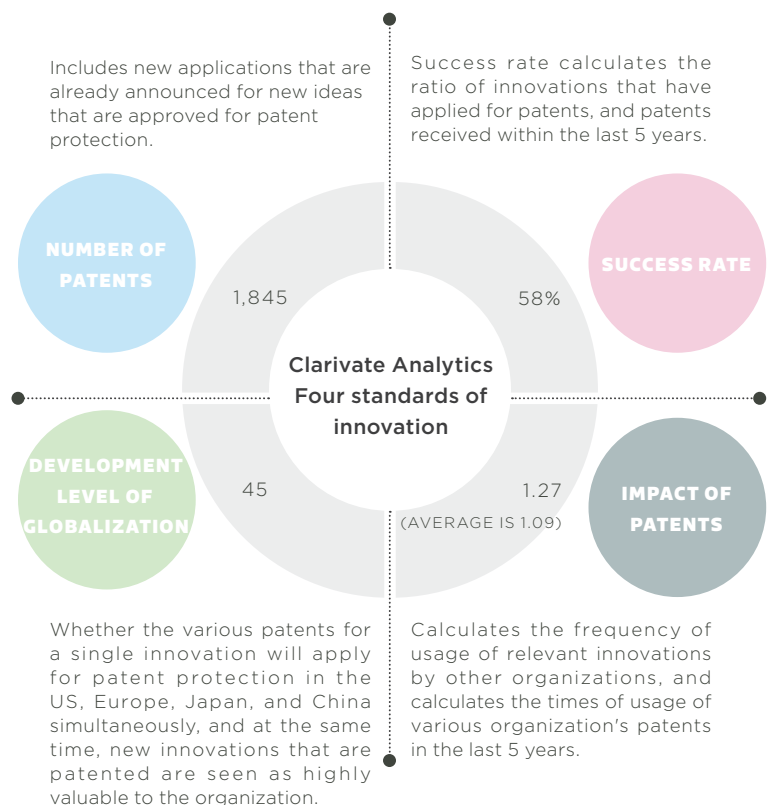 Includes new applications that are
already announced for new ideas
that are approved for patent
protection.
Success rate calculates the
ratio of innovations that have
applied for patents, and patents
received within the last 5 years.
NUMBER OF
PATENTS
1,845
58%
SUCCESS RATE
Clarivate Analytics
Four standards of
innovation
DEVELOPMENT
LEVEL OF
GLOBALIZATION
45
1.27
(AVERAGE IS 1.09)
IMPACT OF
PATENTS
Whether the various patents for
a single innovation will apply
for patent protection in the
US, Europe, Japan, and China
simultaneously, and at the same
time, new innovations that are
patented are seen as highly
valuable to the organization.
Calculates the frequency of
usage of relevant innovations
by other organizations, and
calculates the times of usage of
various organization's patents
in the last 5 years.